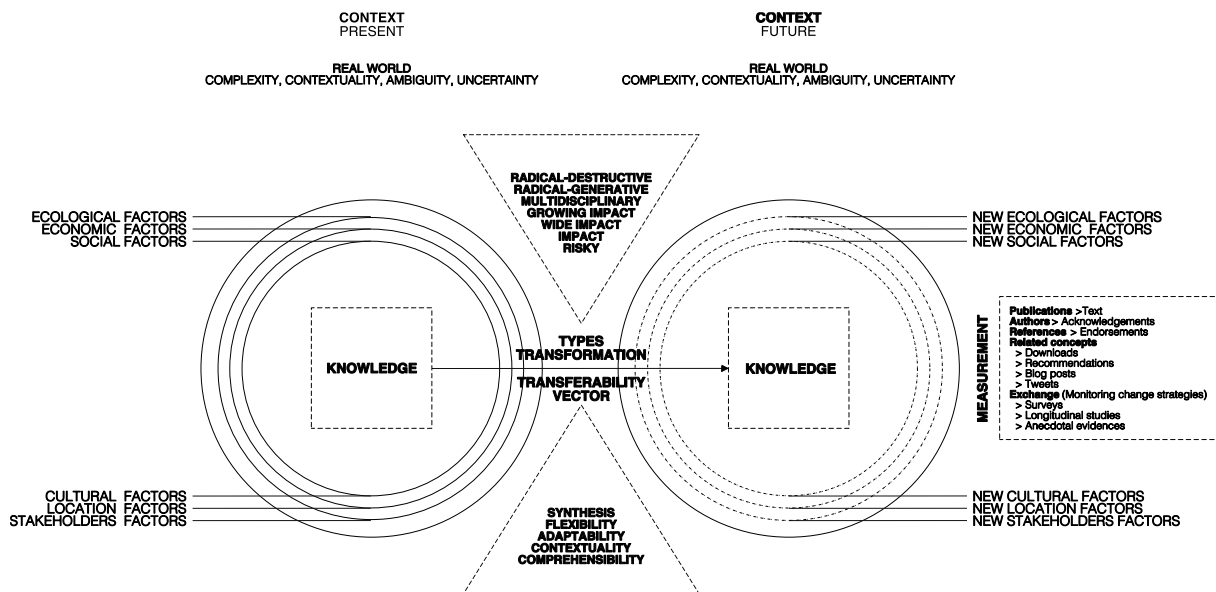 CONTEXT
PRESENT
REAL WORLD
COMPLEXITY, CONTEXTUALITY, AMBIGUITY, UNCERTAINTY
CONTEXT
FUTURE
REAL WORLD
COMPLEXITY, CONTEXTUALITY, AMBIGUITY, UNCERTAINTY
RADICAL-DESTRUCTIVE
RADICAL-GENERATIVE
MULTIDISCIPLINARY
GROWING IMPACT
WIDE IMPACT
IMPACT
RISKY
ECOLOGICAL FACTORS
ECONOMIC FACTORS
SOCIAL FACTORS
NEW ECOLOGICAL FACTORS
NEW ECONOMIC FACTORS
NEW SOCIAL FACTORS
KNOWLEDGE
TYPES
TRANSFORMATION
TRANSFERABILITY
VECTOR
KNOWLEDGE
MEASUREMENT
Publications >Text
Authors > Acknowledgements
References > Endorsements
Related concepts
> Downloads
> Recommendations
> Blog posts
> Tweets
Exchange (Monitoring change strategies)
> Surveys
> Longitudinal studies
> Anecdotal evidences
CULTURAL FACTORS
LOCATION FACTORS
STAKEHOLDERS FACTORS
SYNTHESIS
FLEXIBILITY
ADAPTABILITY
CONTEXTUALITY
COMPREHENSIBILITY
NEW CULTURAL FACTORS
NEW LOCATION FACTORS
NEW STAKEHOLDERS FACTORS